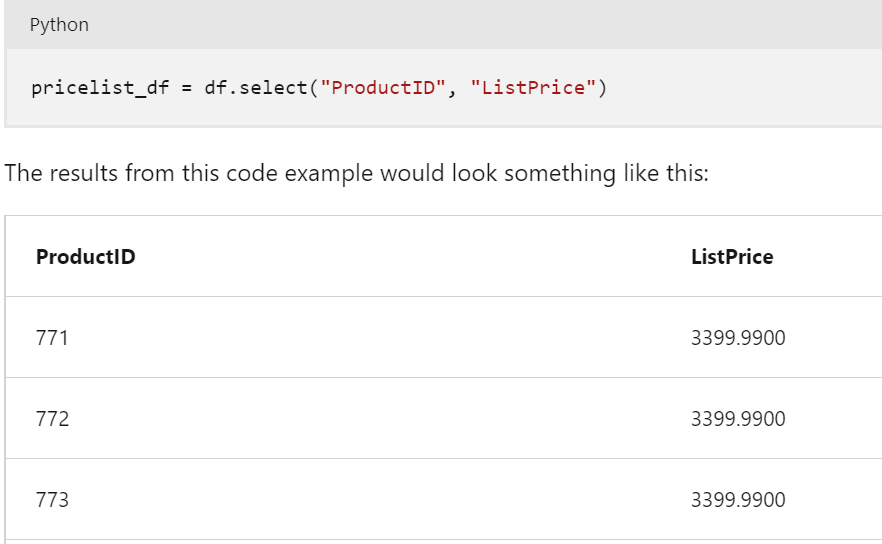 Python
pricelist_df = df.select("ProductID", "ListPrice")
The results from this code example would look something like this:
ProductID ListPrice
771 3399.9900
772 3399.9900
773 3399.9900